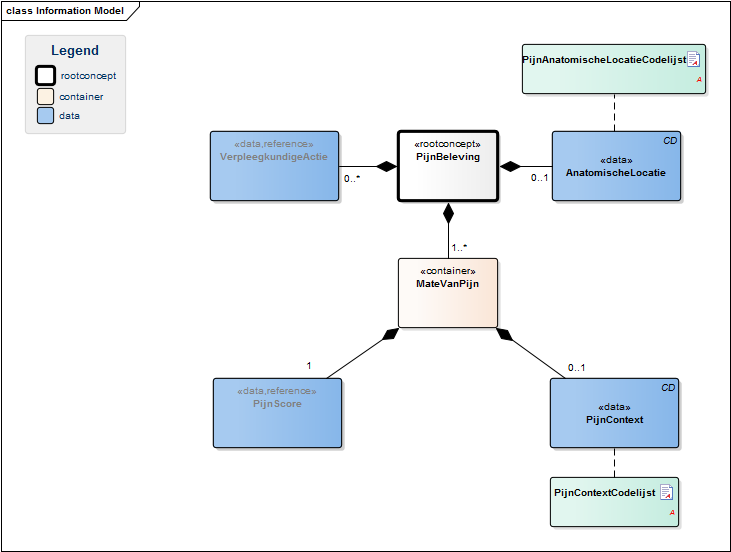 class Information Model
Legend
rootconcept
container
data
PijnAnatomischeLocatieCodelijst
A
«data,reference»
VerpleegkundigeActie
0..*
«rootconcept»
PijnBeleving
0..1
CD
«data»
AnatomischeLocatie
1..*
«container»
MateVanPijn
1
0..1
«data,reference»
PijnScore
CD
«data»
PijnContext
PijnContextCodelijst
A